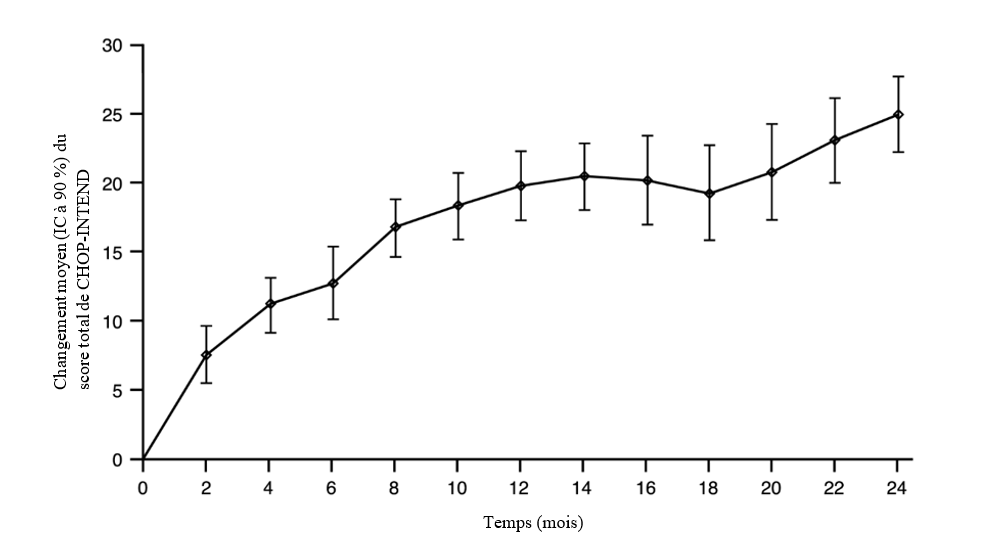 Changement moyen (IC à 90 %) du
score total de CHOP-INTEND
30
25
20
15
10
5
0
0 2 4 6 8 10 12 14 16 18 20 22 24
Temps (mois)